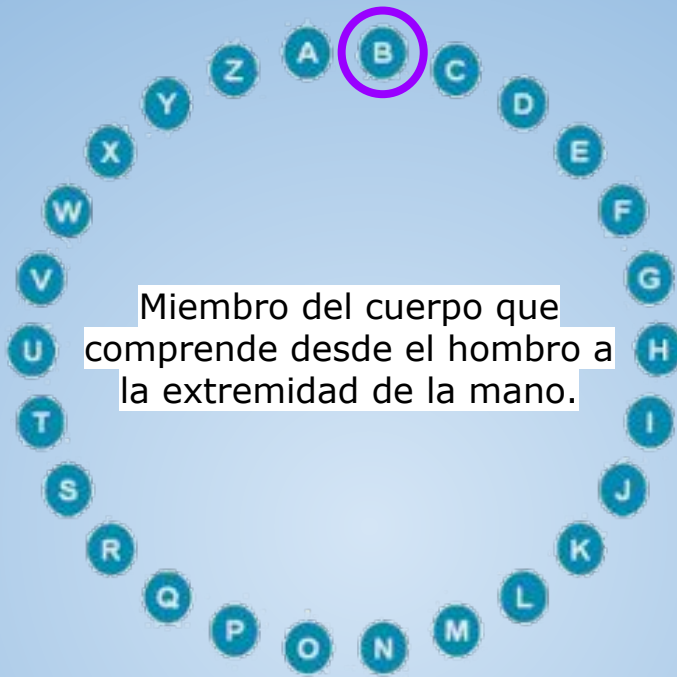 A
B
C
D
E
F
G
H
I
J
K
L
M
N
O
P
Q
R
S
T
U
V
W
X
Y
Z
Miembro del cuerpo que
comprende desde el hombro a
la extremidad de la mano.